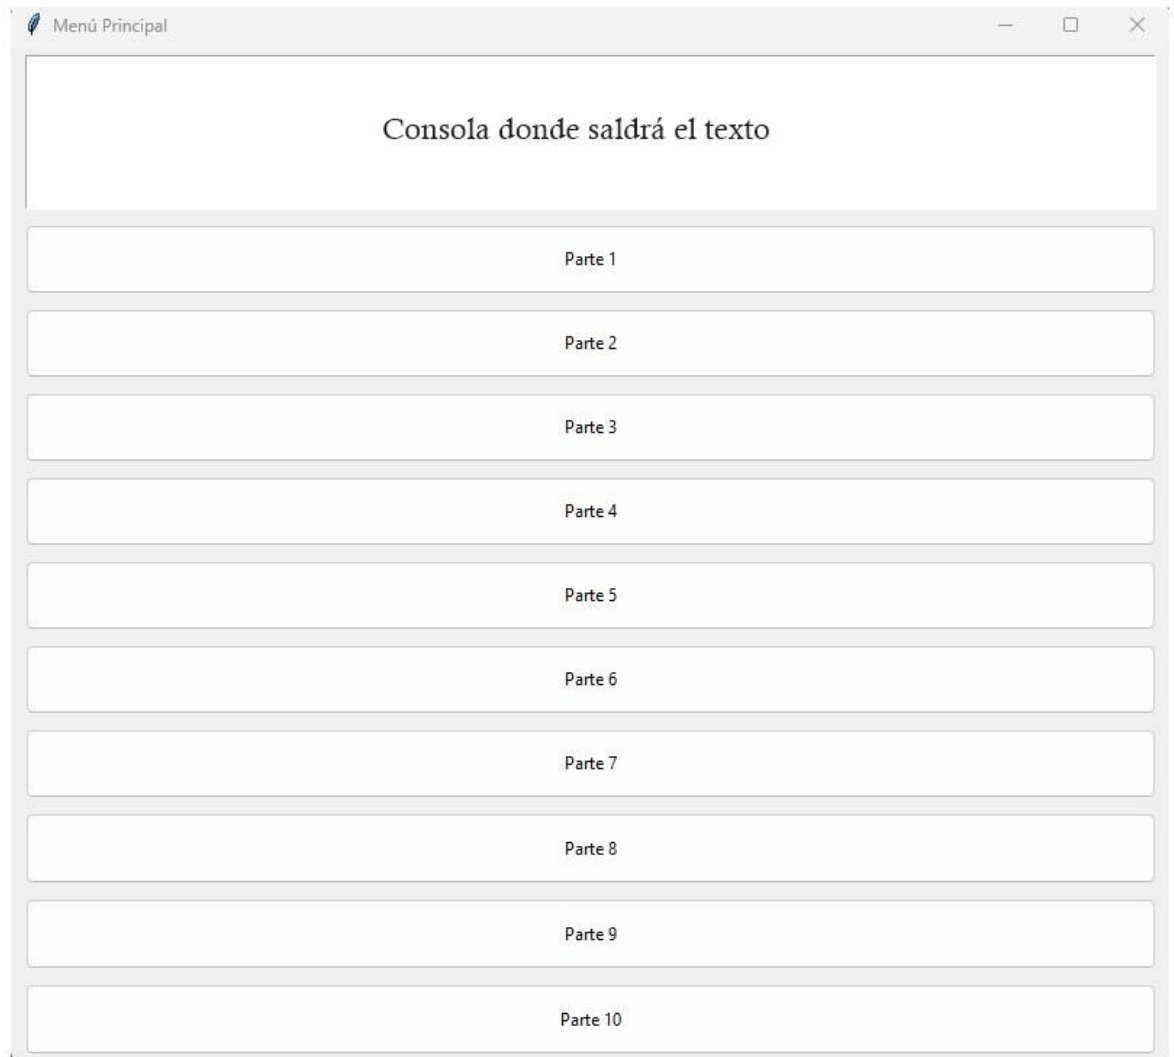 Menú Principal
Consola donde saldrá el texto
Parte 1
Parte 2
Parte 3
Parte 4
Parte 5
Parte 6
Parte 7
Parte 8
Parte 9
Parte 10